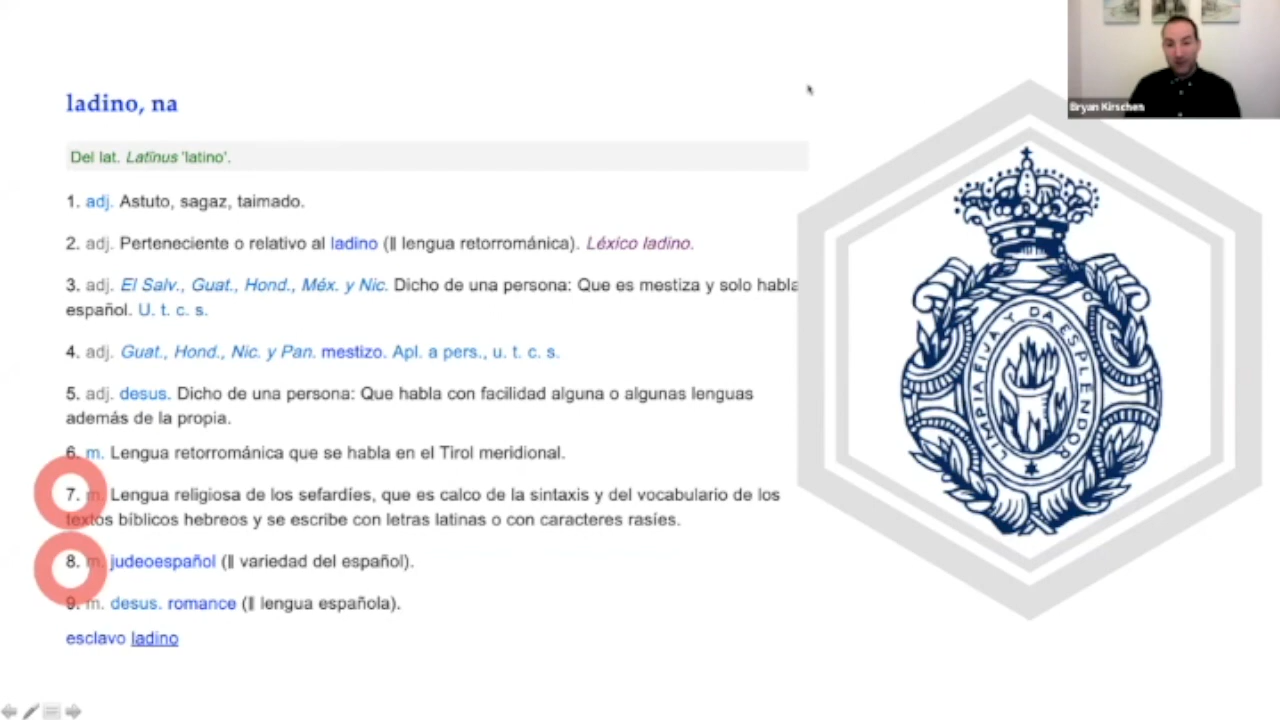 ladino, na
Del lat. Latīnus 'latino'.
1. adj. Astuto, sagaz, taimado.
2. adj. Perteneciente o relativo al ladino (ǁ lengua retorrománica). Léxico ladino.
3. adj. El Salv., Guat., Hond., Méx. y Nic. Dicho de una persona: Que es mestiza y solo habla
español. U. t. c. s.
4. adj. Guat., Hond., Nic. y Pan. mestizo. Apl. a pers., u. t. c. s.
5. adj. desus. Dicho de una persona: Que habla con facilidad alguna o algunas lenguas
además de la propia.
6. m. Lengua retorrománica que se habla en el Tirol meridional.
7. m. Lengua religiosa de los sefardíes, que es calco de la sintaxis y del vocabulario de los
textos bíblicos hebreos y se escribe con letras latinas o con caracteres rasíes.
8. m. judeoespañol (ǁ variedad del español).
9. m. desus. romance (ǁ lengua española).
esclavo ladino
LIMPIA FIJA Y DA ESPLENDOR
Bryan Kirschen